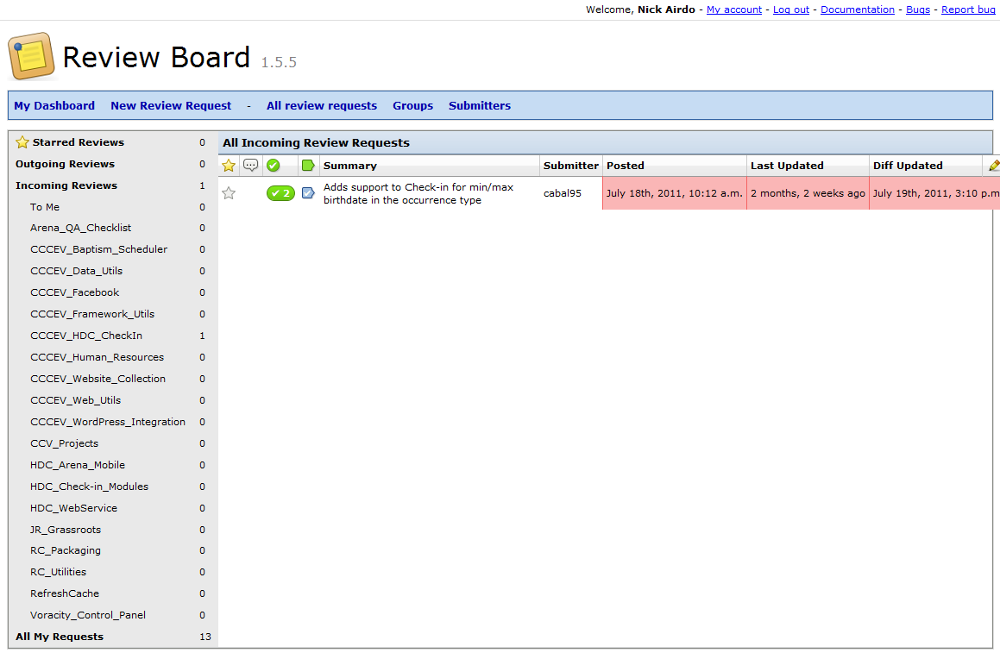 Welcome, Nick Airdo - My account - Log out - Documentation - Bugs - Report bug
Review Board 1.5.5
My Dashboard New Review Request - All review requests Groups Submitters
Starred Reviews 0
Outgoing Reviews 0
Incoming Reviews 1
To Me 0
Arena_QA_Checklist 0
CCCEV_Baptism_Scheduler 0
CCCEV_Data_Utils 0
CCCEV_Facebook 0
CCCEV_Framework_Utils 0
CCCEV_HDC_CheckIn 1
CCCEV_Human_Resources 0
CCCEV_Website_Collection 0
CCCEV_Web_Utils 0
CCCEV_WordPress_Integration 0
CCV_Projects 0
HDC_Arena_Mobile 0
HDC_Check-in_Modules 0
HDC_WebService 0
JR_Grassroots 0
RC_Packaging 0
RC_Utilities 0
RefreshCache 0
Voracity_Control_Panel 0
All My Requests 13
All Incoming Review Requests
Summary Submitter Posted Last Updated Diff Updated
2 Adds support to Check-in for min/max cabal95 July 18th, 2011, 10:12 a.m. 2 months, 2 weeks ago July 19th, 2011, 3:10 p.m
birthdate in the occurrence type